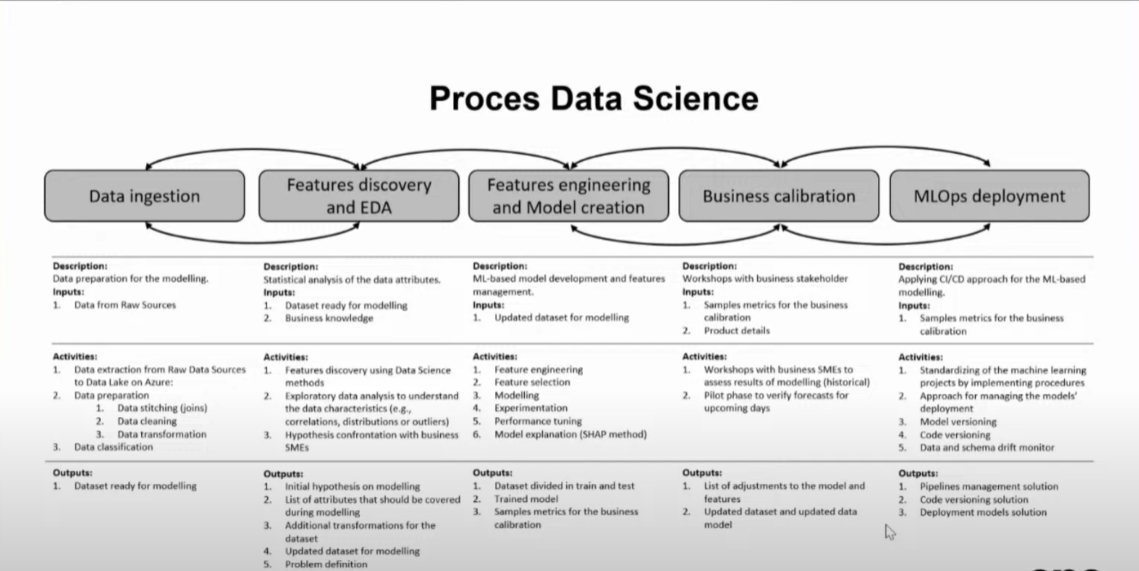 Proces Data Science
Data ingestion
Features discovery
and EDA
Features engineering
and Model creation
Business calibration
MLOps deployment
Description:
Data preparation for the modelling.
Inputs:
1. Data from Raw Sources
Description:
Statistical analysis of the data attributes.
Inputs:
1. Dataset ready for modelling
2. Business knowledge
Description:
ML-based model development and features
management.
Inputs:
1. Updated dataset for modelling
Description:
Workshops with business stakeholder
Inputs:
1. Samples metrics for the business
calibration
2. Product details
Description:
Applying CI/CD approach for the ML-based
modelling.
Inputs:
1. Samples metrics for the business
calibration
Activities:
1. Data extraction from Raw Data Sources
to Data Lake on Azure:
2. Data preparation
1. Data stitching (joins)
2. Data cleaning
3. Data transformation
3. Data classification
Activities:
1. Features discovery using Data Science
methods
2. Exploratory data analysis to understand
the data characteristics (e.g.,
correlations, distributions or outliers)
3. Hypothesis confrontation with business
SMEs
Activities:
1. Feature engineering
2. Feature selection
3. Modelling
4. Experimentation
5. Performance tuning
6. Model explanation (SHAP method)
Activities:
1. Workshops with business SMEs to
assess results of modelling (historical)
2. Pilot phase to verify forecasts for
upcoming days
Activities:
1. Standardizing of the machine learning
projects by implementing procedures
2. Approach for managing the models'
deployment
3. Model versioning
4. Code versioning
5. Data and schema drift monitor
Outputs:
1. Dataset ready for modelling
Outputs:
1. Initial hypothesis on modelling
2. List of attributes that should be covered
during modelling
3. Additional transformations for the
dataset
4. Updated dataset for modelling
5. Problem definition
Outputs:
1. Dataset divided in train and test
2. Trained model
3. Samples metrics for the business
calibration
Outputs:
1. List of adjustments to the model and
features
2. Updated dataset and updated data
model
Outputs:
1. Pipelines management solution
2. Code versioning solution
3. Deployment models solution